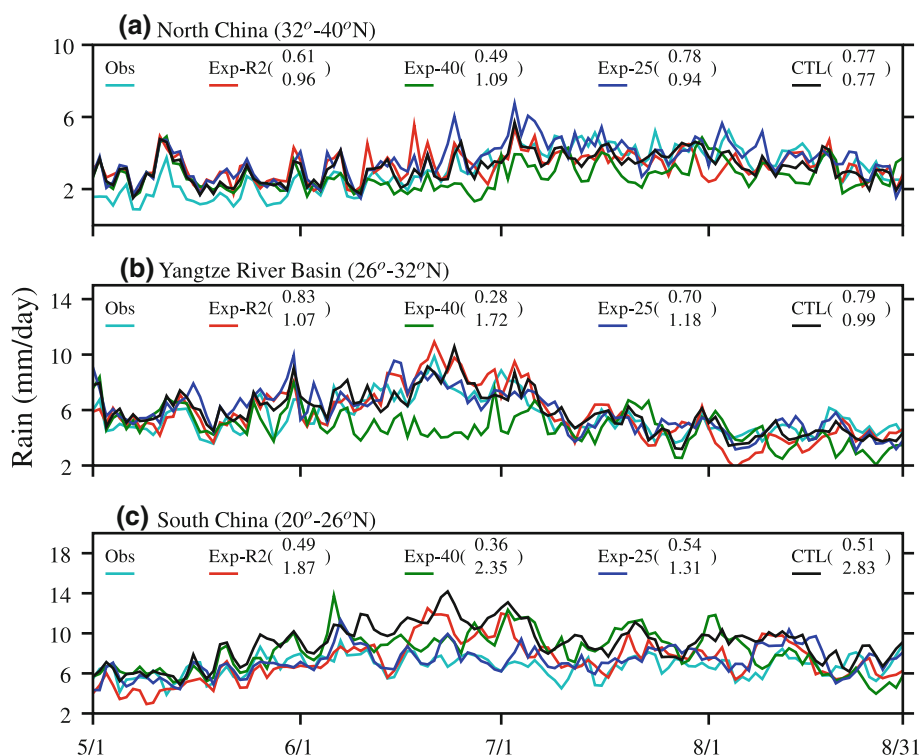 (a) North China (32°-40°N)
10
6
2
Obs Exp-R2( 0.61 0.96 Exp-40( 0.49 1.09 Exp-25( 0.78 0.94 CTL( 0.77 0.77
(b) Yangtze River Basin (26°-32°N)
14
10
6
2
Obs Exp-R2( 0.83 1.07 Exp-40( 0.28 1.72 Exp-25( 0.70 1.18 CTL( 0.79 0.99
Rain (mm/day)
(c) South China (20°-26°N)
18
14
10
6
2
Obs Exp-R2( 0.49 1.87 Exp-40( 0.36 2.35 Exp-25( 0.54 1.31 CTL( 0.51 2.83
5/1 6/1 7/1 8/1 8/31